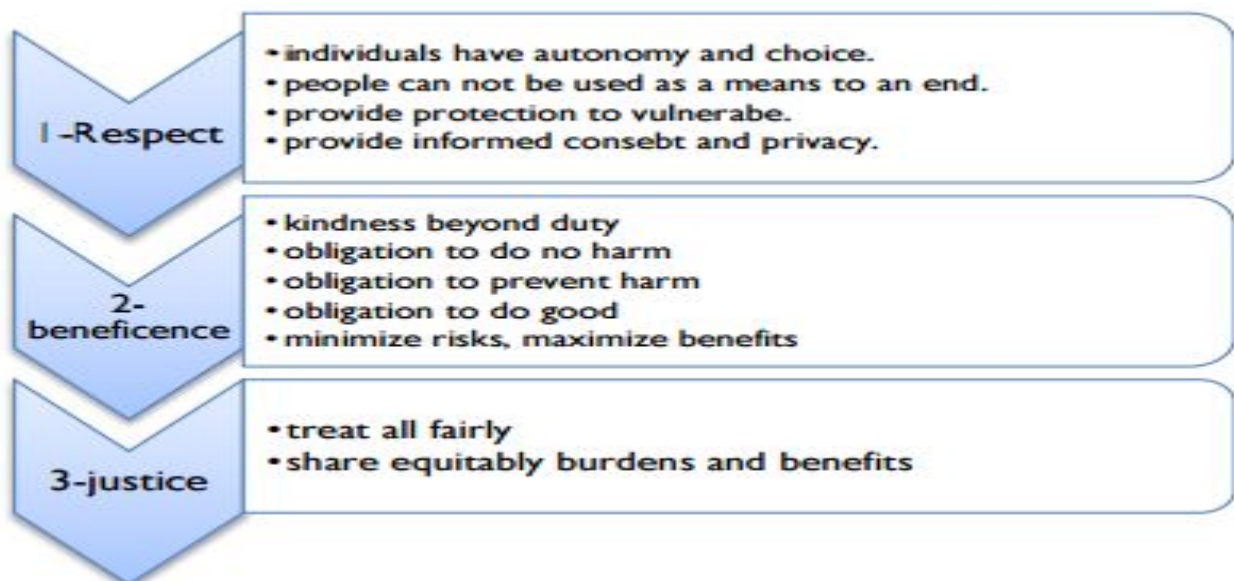 1-Respect
• individuals have autonomy and choice.
• people can not be used as a means to an end.
• provide protection to vulnerabe.
• provide informed consebt and privacy.
2-
beneficence
• kindness beyond duty
• obligation to do no harm
• obligation to prevent harm
• obligation to do good
• minimize risks, maximize benefits
3-justice
• treat all fairly
• share equitably burdens and benefits